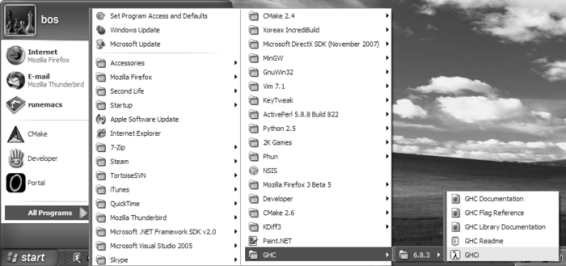 bos
Internet
Mozilla Firefox
E-mail
Mozilla Thunderbird
runemacs
CMake
Developer
Portal
All Programs
start
Set Program Access and Defaults
Windows Update
Microsoft Update
Accessories
Mozilla Firefox
Second Life
Startup
Apple Software Update
Internet Explorer
7-Zip
Steam
TortoiseSVN
iTunes
QuickTime
Mozilla Thunderbird
Microsoft .NET Framework SDK v2.0
Microsoft Visual Studio 2005
Skype
CMake 2.4
Xoreax IncrediBuild
Microsoft DirectX SDK (November 2007)
MinGW
GnuWin32
Vim 7.1
KeyTweak
ActivePerl 5.8.8 Build 822
Python 2.5
2K Games
Phun
NSIS
Mozilla Firefox 3 Beta 5
Developer
CMake 2.6
KDiff3
Paint.NET
GHC
6.8.3
GHC Documentation
GHC Flag Reference
GHC Library Documentation
GHC Readme
GHCi